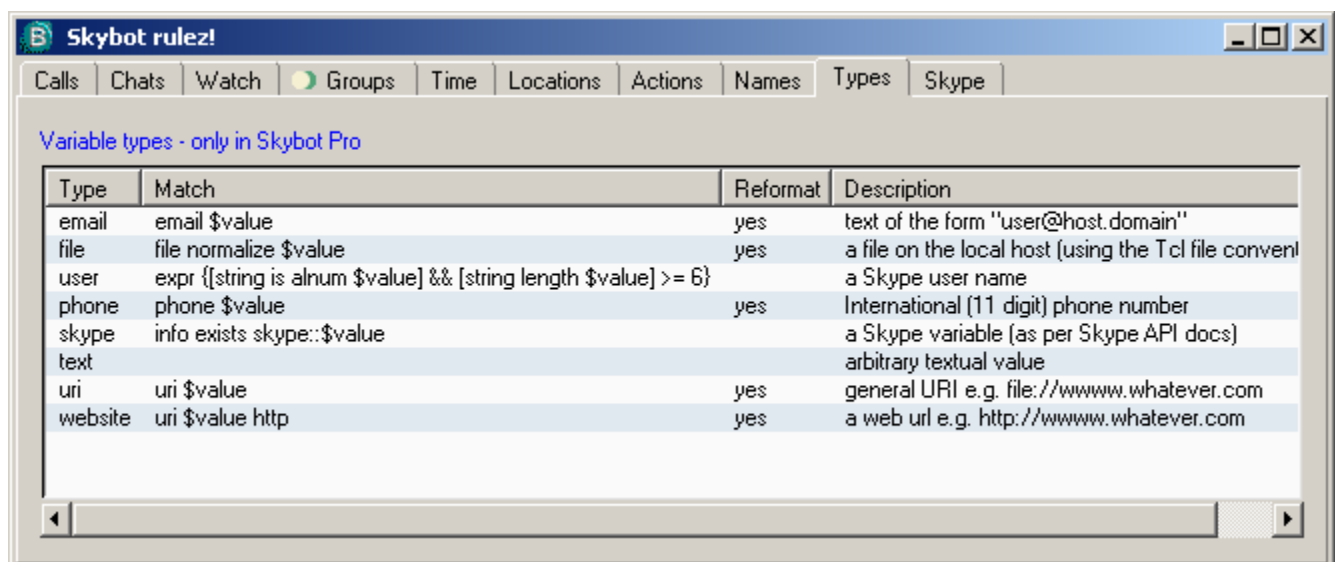 Skybot rulez!
Calls Chats Watch Groups Time Locations Actions Names Types Skype
Variable types - only in Skybot Pro
Type Match Reformat Description
email email $value yes text of the form "user@host.domain"
file file normalize $value yes a file on the local host (using the Tcl file convent
user expr {[string is alnum $value] && [string length $value] >= 6} a Skype user name
phone phone $value yes International (11 digit) phone number
skype info exists skype::$value a Skype variable (as per Skype API docs)
text arbitrary textual value
uri uri $value yes general URI e.g. file://wwww.whatever.com
website uri $value http yes a web url e.g. http://wwww.whatever.com